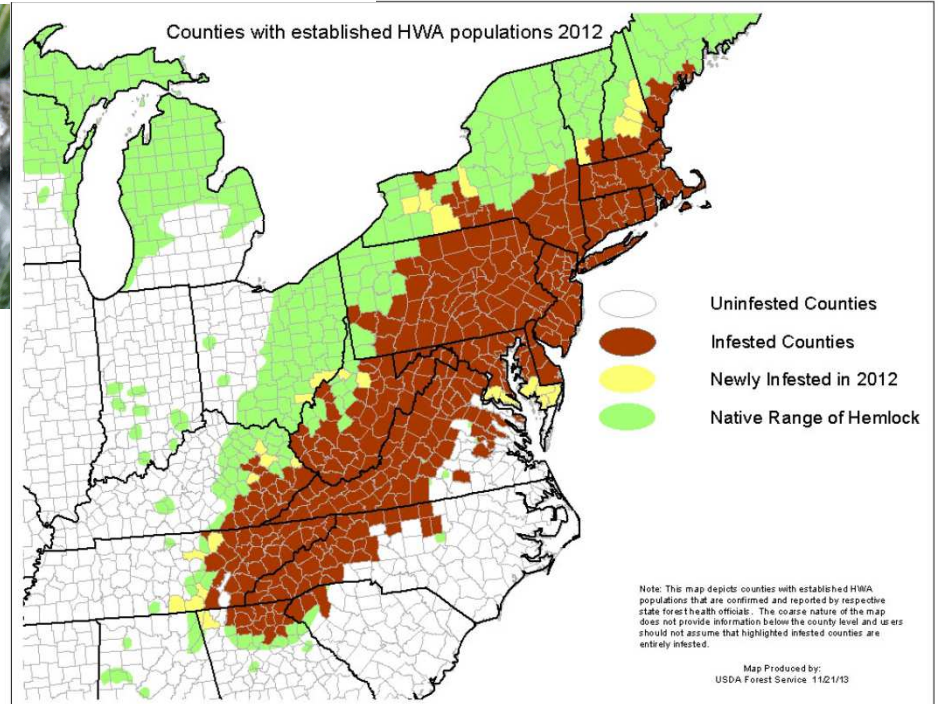 Counties with established HWA populations 2012
Uninfested Counties
Infested Counties
Newly Infested in 2012
Native Range of Hemlock
Note: This map depicts counties with established HWA
populations that are confirmed and reported by respective
state forest health officials. The coarse nature of the map
does not provide information below the county level and users
should not assume that highlighted infested counties are
entirely infested.
Map Produced by:
USDA Forest Service 11/21/13